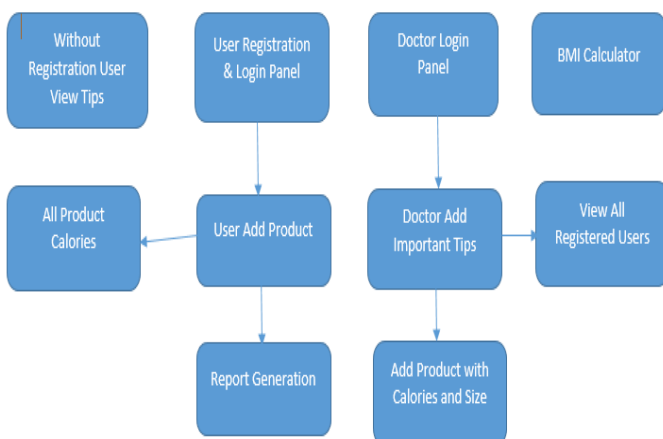 Without
Registration User
View Tips
User Registration
& Login Panel
Doctor Login
Panel
BMI Calculator
All Product
Calories
User Add Product
Doctor Add
Important Tips
View All
Registered Users
Report Generation
Add Product with
Calories and Size